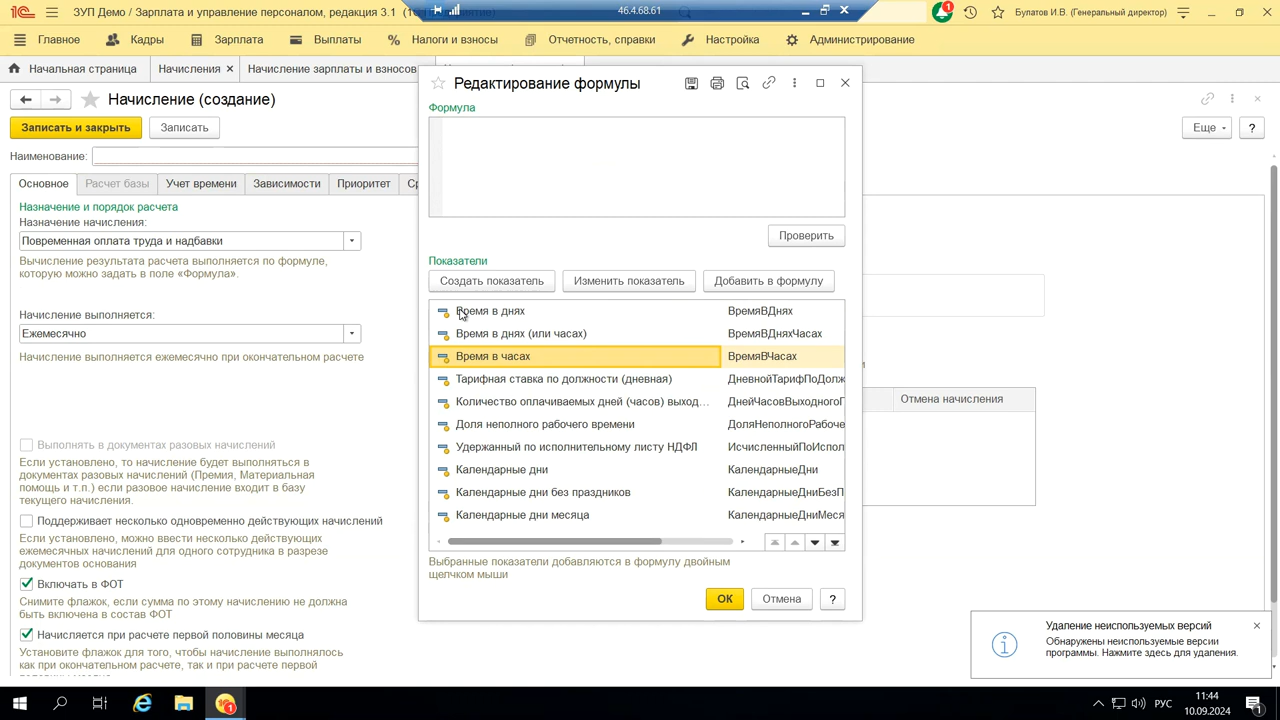 ЗУП Демо / Зарплата и управление персоналом, редакция 3.1 (1С:Пр
46.4.68.61
1
Булатов И.В. (Генеральный директор)
Главное
Кадры
Зарплата
Выплаты
Налоги и взносы
Отчетность, справки
Настройка
Администрирование
Начальная страница
Начисления
Начисление зарплаты и взносов
Начисление (создание)
Записать и закрыть
Записать
Еще
?
Наименование:
Основное
Расчет базы
Учет времени
Зависимости
Приоритет
Ср
Назначение и порядок расчета
Назначение начисления:
Повременная оплата труда и надбавки
Вычисление результата расчета выполняется по формуле,
которую можно задать в поле «Формула».
Начисление выполняется:
Ежемесячно
Начисление выполняется ежемесячно при окончательном расчете
Выполнять в документах разовых начислений
Если установлено, то начисление будет выполняться в
документах разовых начислений (Премия, Материальная
помощь и т.п.) если разовое начисление входит в базу
текущего начисления.
Поддерживает несколько одновременно действующих начислений
Если установлено, можно ввести несколько действующих
ежемесячных начислений для одного сотрудника в разрезе
документов основания
Включать в ФОТ
Снимите флажок, если сумма по этому начислению не должна
быть включена в состав ФОТ
Начисляется при расчете первой половины месяца
Установите флажок для того, чтобы начисление выполнялось
как при окончательном расчете, так и при расчете первой
Редактирование формулы
Формула
Проверить
Показатели
Создать показатель
Изменить показатель
Добавить в формулу
Время в днях ВремяВДнях
Время в днях (или часах) ВремяВДняхЧасах
Время в часах ВремяВЧасах
Тарифная ставка по должности (дневная) ДневнойТарифПоДолж
Количество оплачиваемых дней (часов) выход... ДнейЧасовВыходногоГ
Доля неполного рабочего времени ДоляНеполногоРабоче
Удержанный по исполнительному листу НДФЛ ИсчисленныйПоИспол
Календарные дни КалендарныеДни
Календарные дни без праздников КалендарныеДниБезП
Календарные дни месяца КалендарныеДниМеся
Выбранные показатели добавляются в формулу двойным
щелчком мыши
ОК
Отмена
?
Отмена начисления
Удаление неиспользуемых версий
Обнаружены неиспользуемые версии
программы. Нажмите здесь для удаления.
РУС
11:44
10.09.2024
1